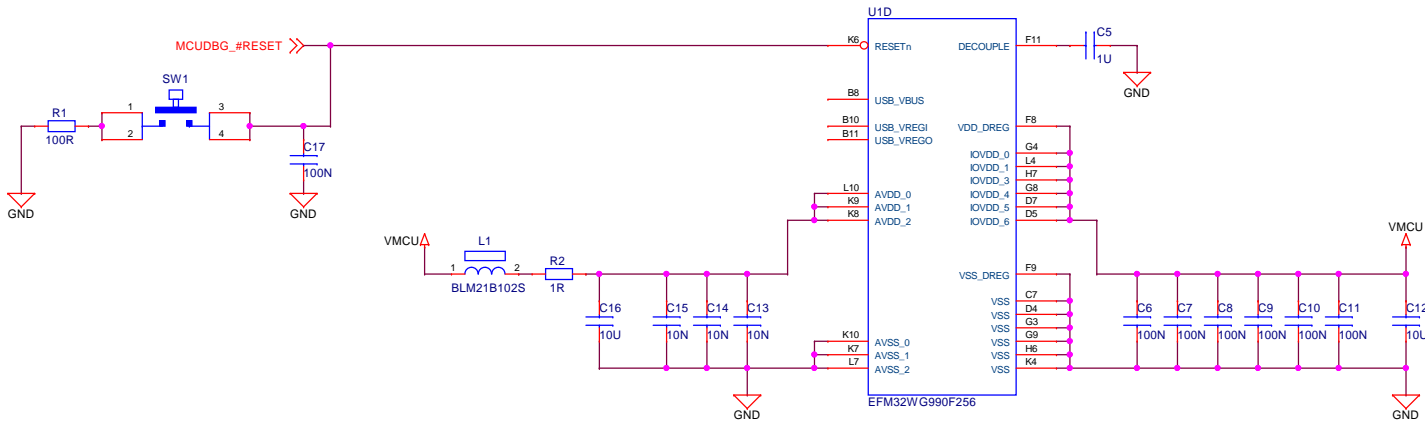 U1D
MCUDBG_#RESET
K6
RESETn
DECOUPLE
F11
C5
1U
GND
SW1
R1
100R
1
2
3
4
C17
100N
GND
GND
B8
USB_VBUS
B10
USB_VREGI
B11
USB_VREGO
VDD_DREG
F8
IOVDD_0
G4
IOVDD_1
L4
IOVDD_3
H7
IOVDD_4
G8
IOVDD_5
D7
IOVDD_6
D5
L10
AVDD_0
K9
AVDD_1
K8
AVDD_2
VMCU
L1
1
2
BLM21B102S
R2
1R
C16
10U
C15
10N
C14
10N
C13
10N
K10
AVSS_0
K7
AVSS_1
L7
AVSS_2
GND
VSS_DREG
F9
VSS
C7
VSS
D4
VSS
G3
VSS
G9
VSS
H6
VSS
K4
EFM32WG990F256
VMCU
C6
100N
C7
100N
C8
100N
C9
100N
C10
100N
C11
100N
C12
10U
GND